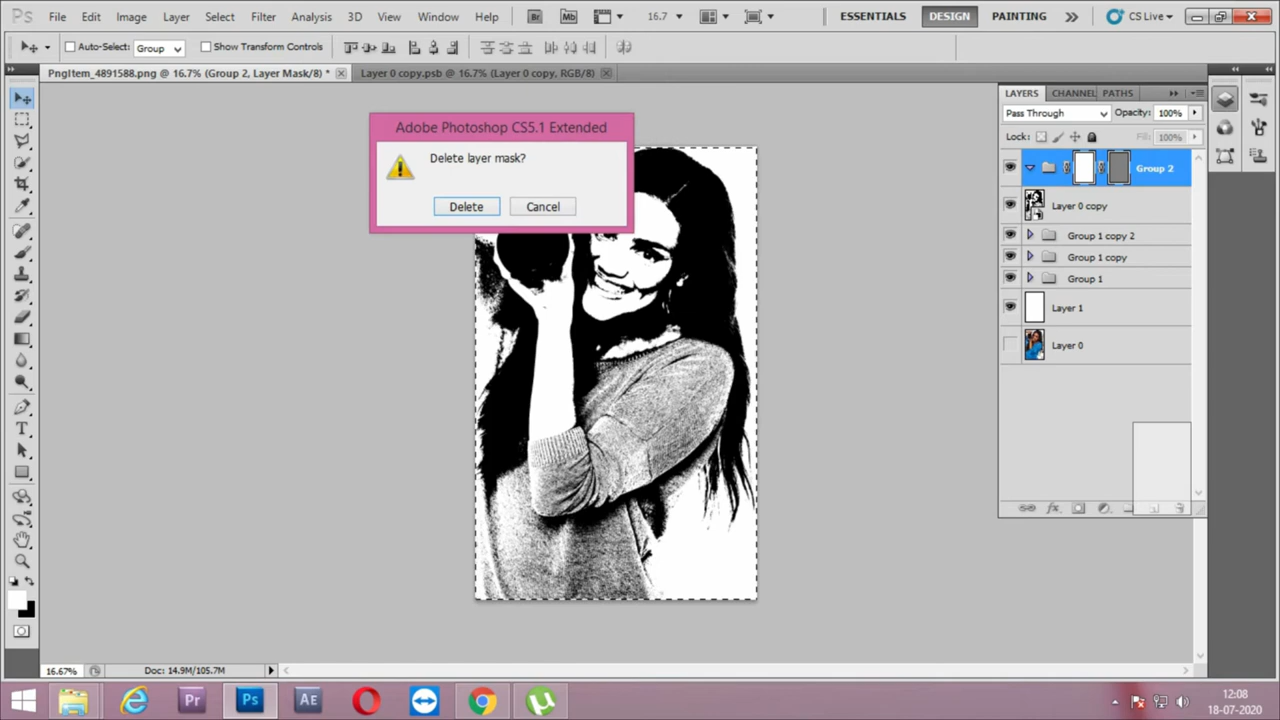 Ps File Edit Image Layer Select Filter Analysis 3D View Window Help Br Mb 16.7 ESSENTIALS DESIGN PAINTING CS Live
Auto-Select: Group Show Transform Controls
PngItem_4891588.png @ 16.7% (Group 2, Layer Mask/8) * Layer 0 copy.psb @ 16.7% (Layer 0 copy, RGB/8)
LAYERS CHANNEL PATHS
Pass Through Opacity: 100%
Lock: Fill: 100%
Group 2
Layer 0 copy
Group 1 copy 2
Group 1 copy
Group 1
Layer 1
Layer 0
Adobe Photoshop CS5.1 Extended
Delete layer mask?
Delete Cancel
16.67% Doc: 14.9M/105.7M
Pr Ps AE
12:08
18-07-2020